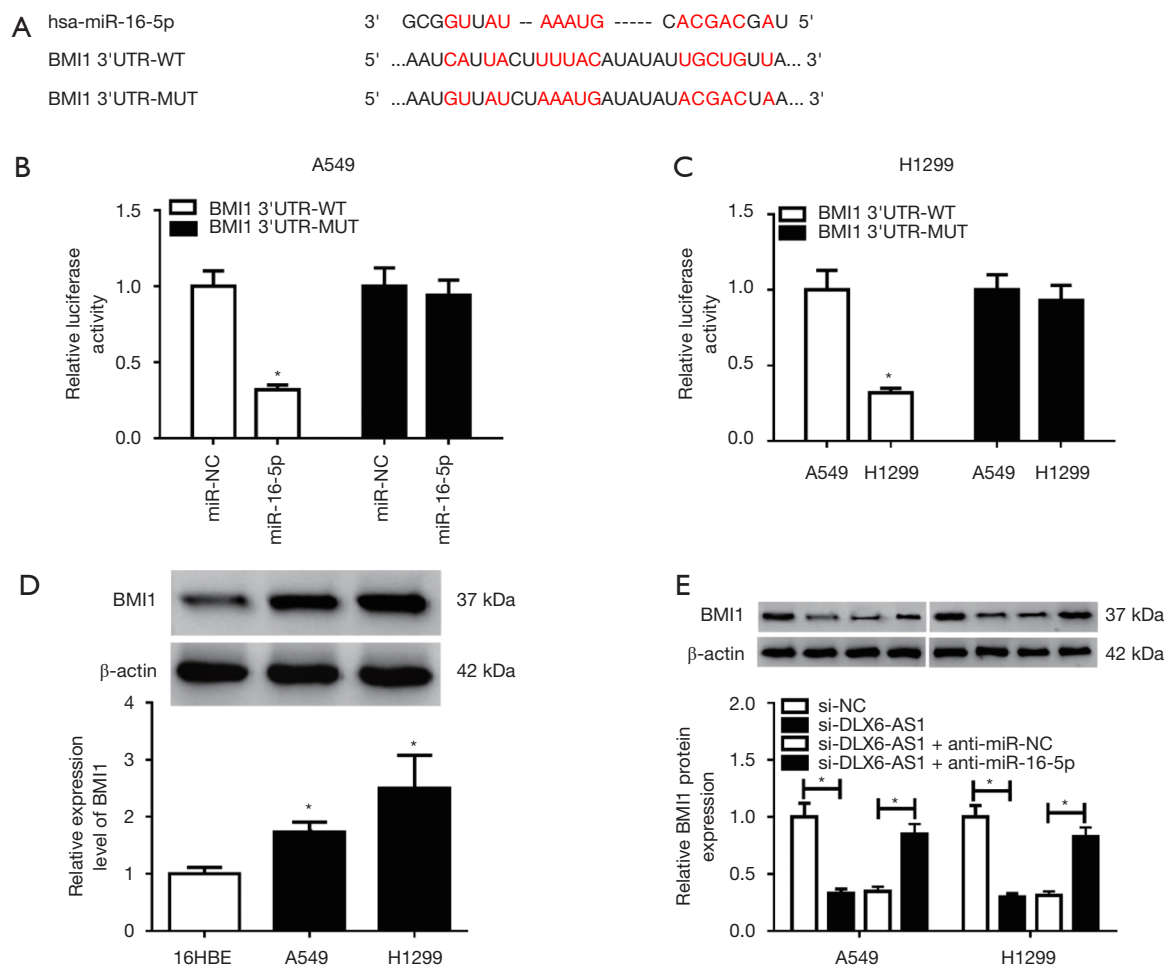 A
hsa-miR-16-5p 3' GCGGUUAU -- AAAUG ----- CACGACGAU 5'
BMI1 3'UTR-WT 5' ...AAUCAUUACUUUUACAUAUAUUGCUGUUA... 3'
BMI1 3'UTR-MUT 5' ...AAUGUUAUCUAAAUGAUAUAUACGACUAA... 3'
B
A549
BMI1 3'UTR-WT
BMI1 3'UTR-MUT
Relative luciferase
activity
1.5
1.0
0.5
0.0
*
miR-NC
miR-16-5p
miR-NC
miR-16-5p
C
H1299
BMI1 3'UTR-WT
BMI1 3'UTR-MUT
Relative luciferase
activity
1.5
1.0
0.5
0.0
*
A549 H1299 A549 H1299
D
BMI1 37 kDa
β-actin 42 kDa
Relative expression
level of BMI1
4
3
2
1
0
* *
16HBE A549 H1299
E
BMI1 37 kDa
β-actin 42 kDa
si-NC
si-DLX6-AS1
si-DLX6-AS1 + anti-miR-NC
si-DLX6-AS1 + anti-miR-16-5p
Relative BMI1 protein
expression
2.0
1.5
1.0
0.5
0.0
* * * *
A549 H1299